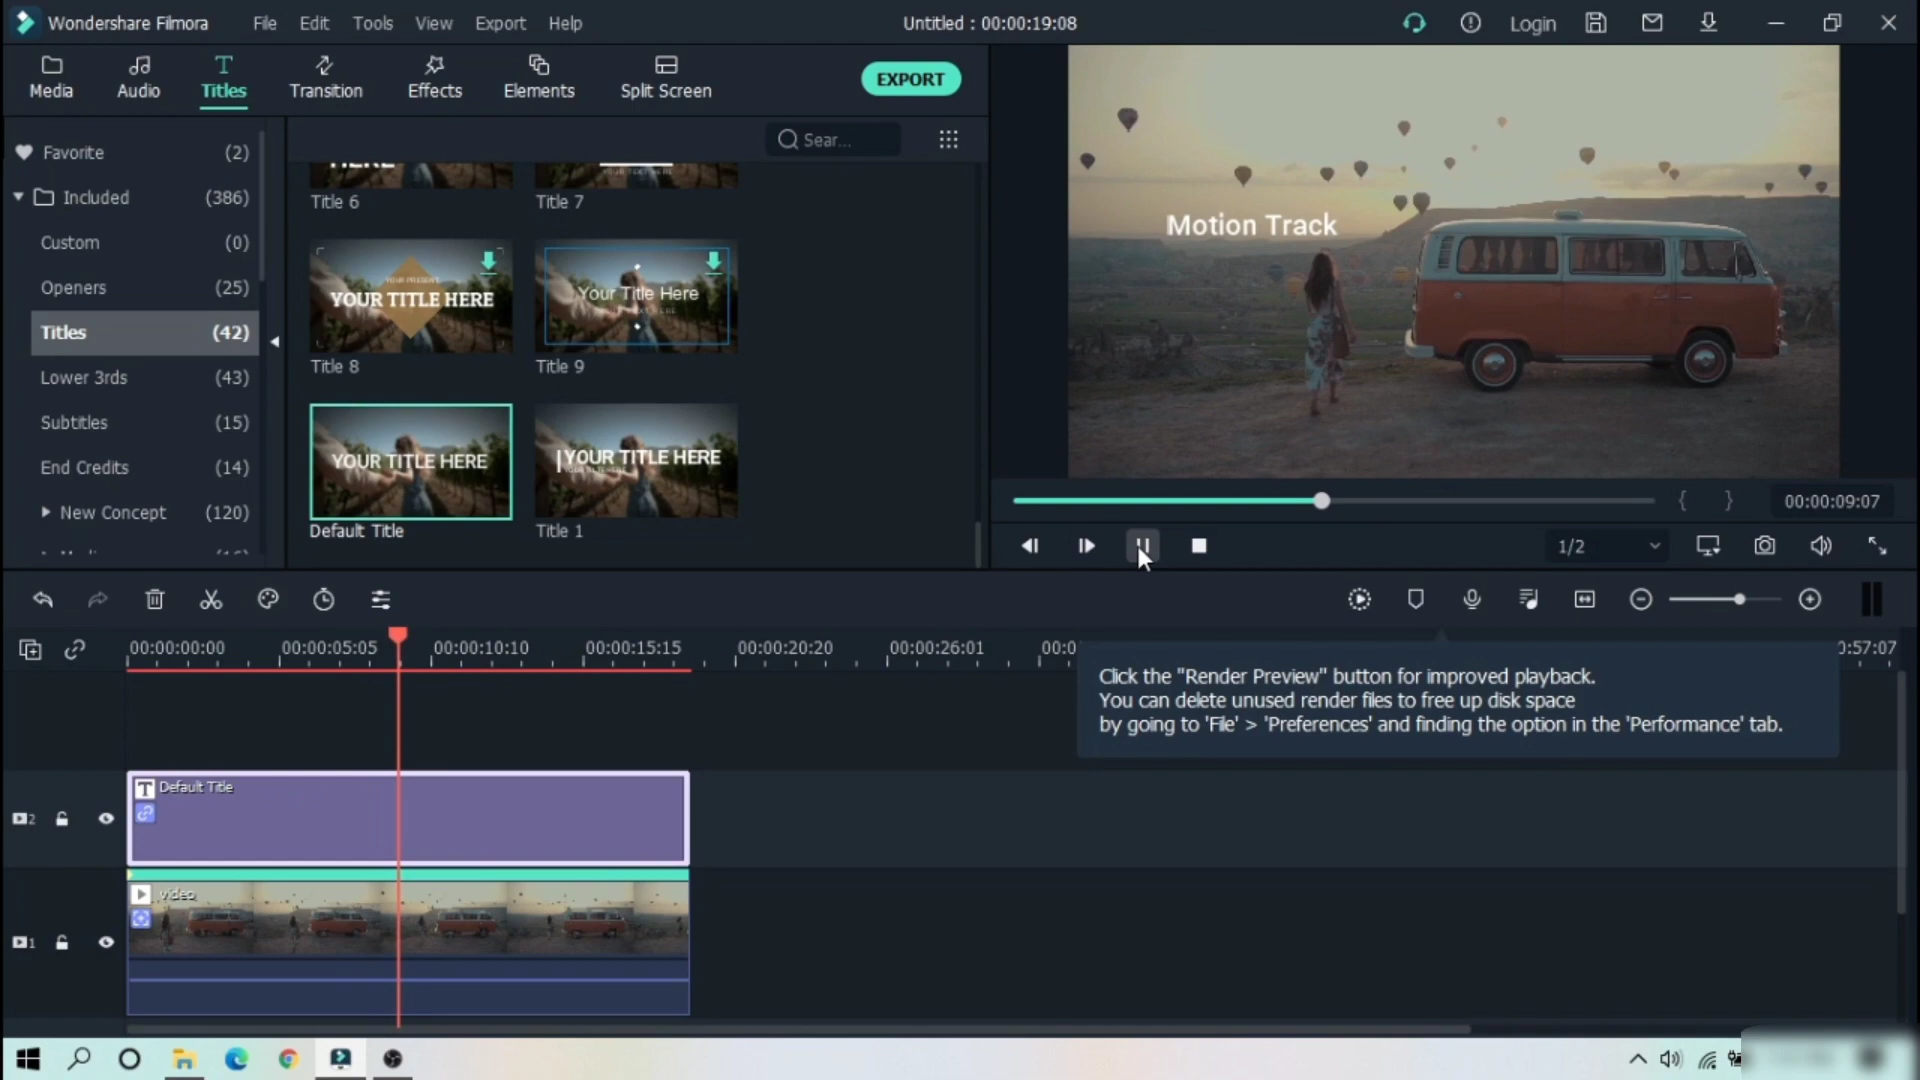 Wondershare Filmora
File
Edit
Tools
View
Export
Help
Untitled : 00:00:19:08
Login
Media
Audio
Titles
Transition
Effects
Elements
Split Screen
EXPORT
Favorite (2)
Included (386)
Custom (0)
Openers (25)
Titles (42)
Lower 3rds (43)
Subtitles (15)
End Credits (14)
New Concept (120)
Sear...
Title 6
Title 7
YOUR TITLE HERE
Title 8
Your Title Here
Title 9
YOUR TITLE HERE
Default Title
YOUR TITLE HERE
Title 1
Motion Track
{ }
00:00:09:07
1/2
00:00:00:00
00:00:05:05
00:00:10:10
00:00:15:15
00:00:20:20
00:00:26:01
Click the "Render Preview" button for improved playback.
You can delete unused render files to free up disk space
by going to 'File' > 'Preferences' and finding the option in the 'Performance' tab.
T Default Title
2
video
1